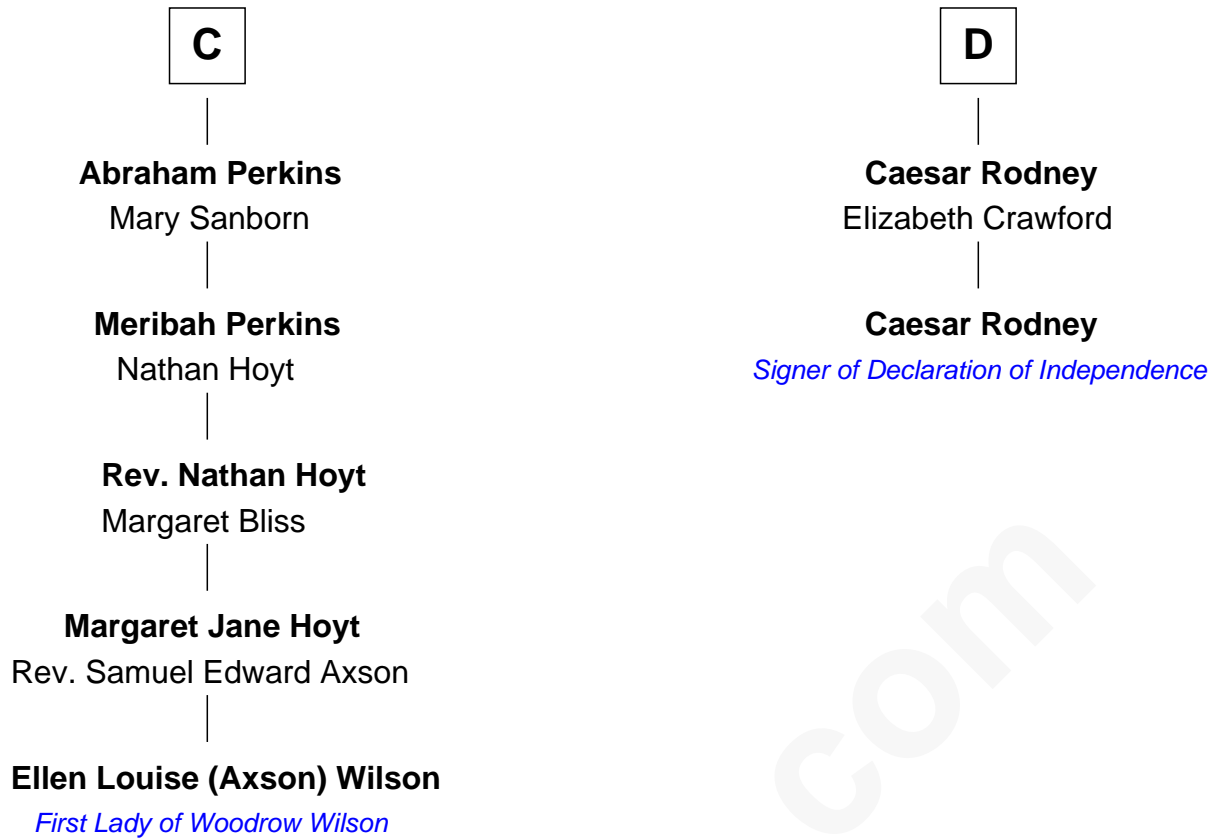 C
Abraham Perkins
Mary Sanborn
Meribah Perkins
Nathan Hoyt
Rev. Nathan Hoyt
Margaret Bliss
Margaret Jane Hoyt
Rev. Samuel Edward Axson
Ellen Louise (Axson) Wilson
First Lady of Woodrow Wilson
D
Caesar Rodney
Elizabeth Crawford
Caesar Rodney
Signer of Declaration of Independence
com